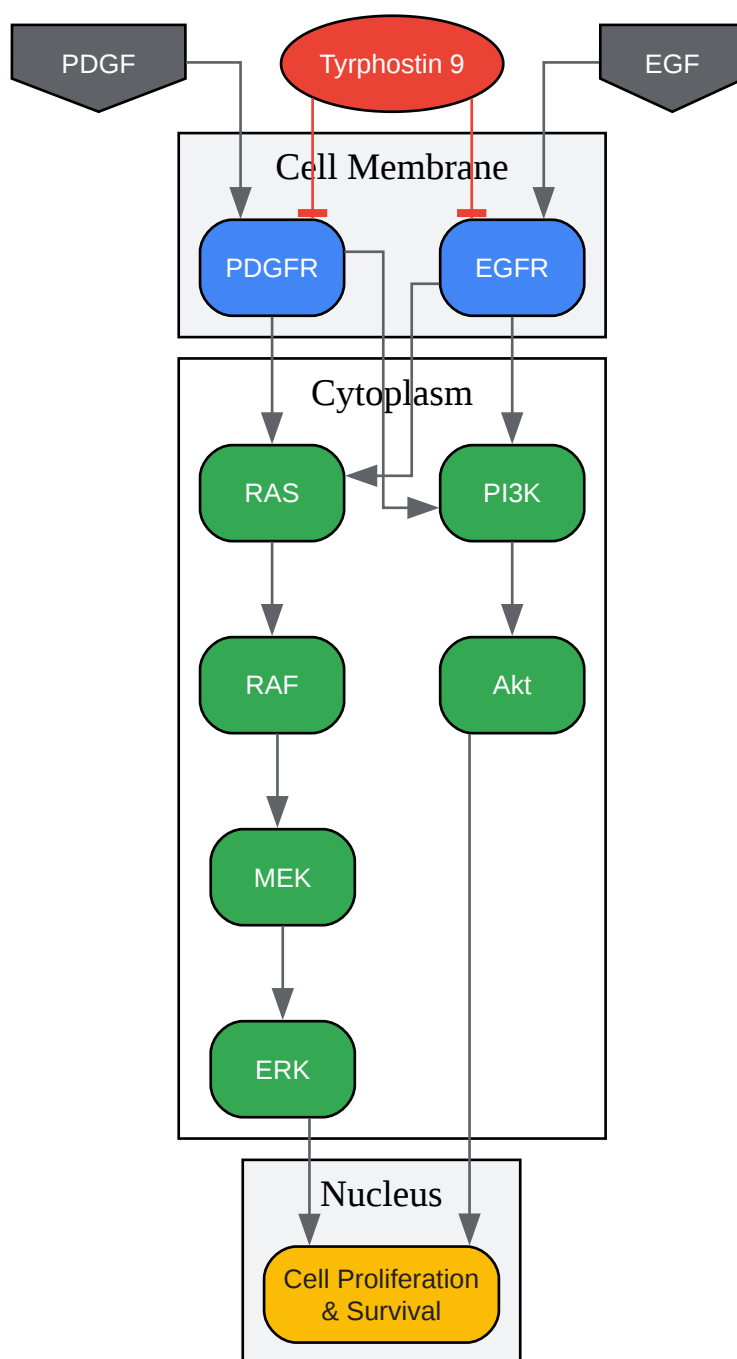 PDGF
Tyrphostin 9
EGF
Cell Membrane
PDGFR
EGFR
Cytoplasm
RAS
PI3K
RAF
Akt
MEK
ERK
Nucleus
Cell Proliferation
& Survival